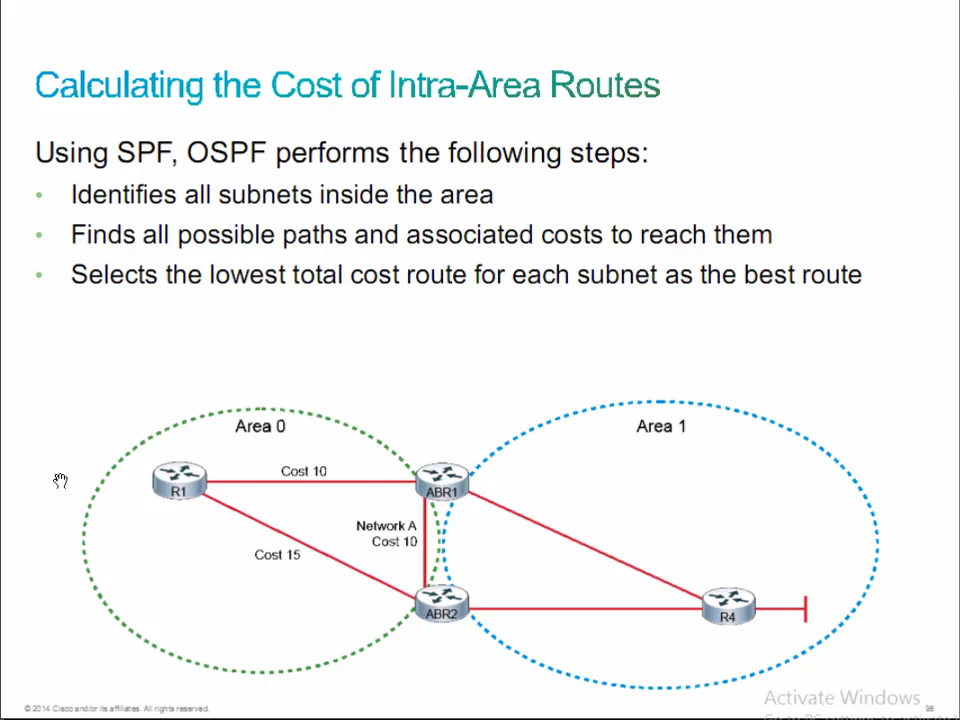 Calculating the Cost of Intra-Area Routes
Using SPF, OSPF performs the following steps:
• Identifies all subnets inside the area
• Finds all possible paths and associated costs to reach them
• Selects the lowest total cost route for each subnet as the best route
Area 0
Area 1
Cost 10
R1
ABR1
Network A
Cost 10
Cost 15
ABR2
R4
Activate Windows
© 2014 Cisco and/or its affiliates. All rights reserved.
98